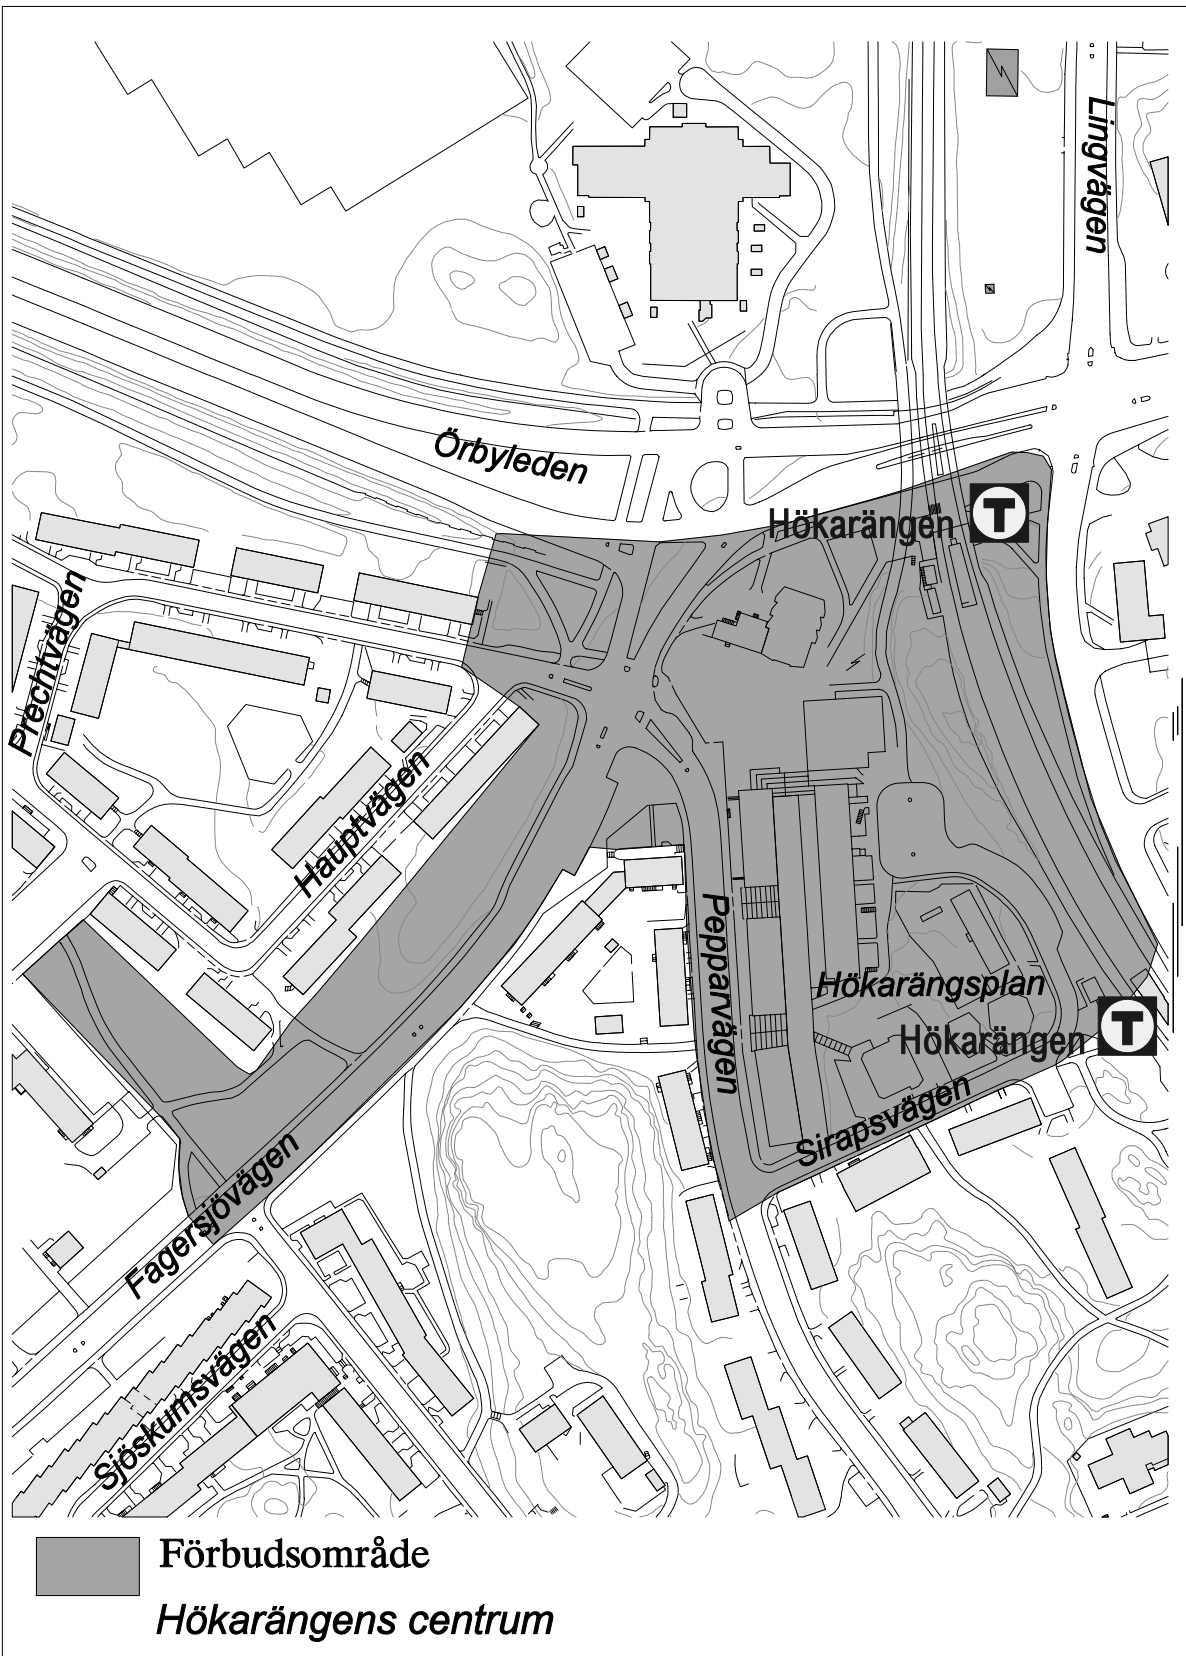 Lingvägen
Örbyleden
Hökarängen T
Prechtvägen
Hauptvägen
Pepparvägen
Hökarängsplan
Hökarängen T
Sirapsvägen
Fagersjövägen
Sjöskumsvägen
Förbudsområde
Hökarängens centrum